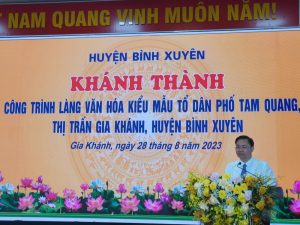 T NAM QUANG VINH MUÔN NĂM!
HUYỆN BÌNH XUYÊN
KHÁNH THÀNH
CÔNG TRÌNH LÀNG VĂN HÓA KIỂU MẪU TỔ DÂN PHỐ TAM QUANG,
THỊ TRẤN GIA KHÁNH, HUYỆN BÌNH XUYÊN
Gia Khánh, ngày 28 tháng 8 năm 2023